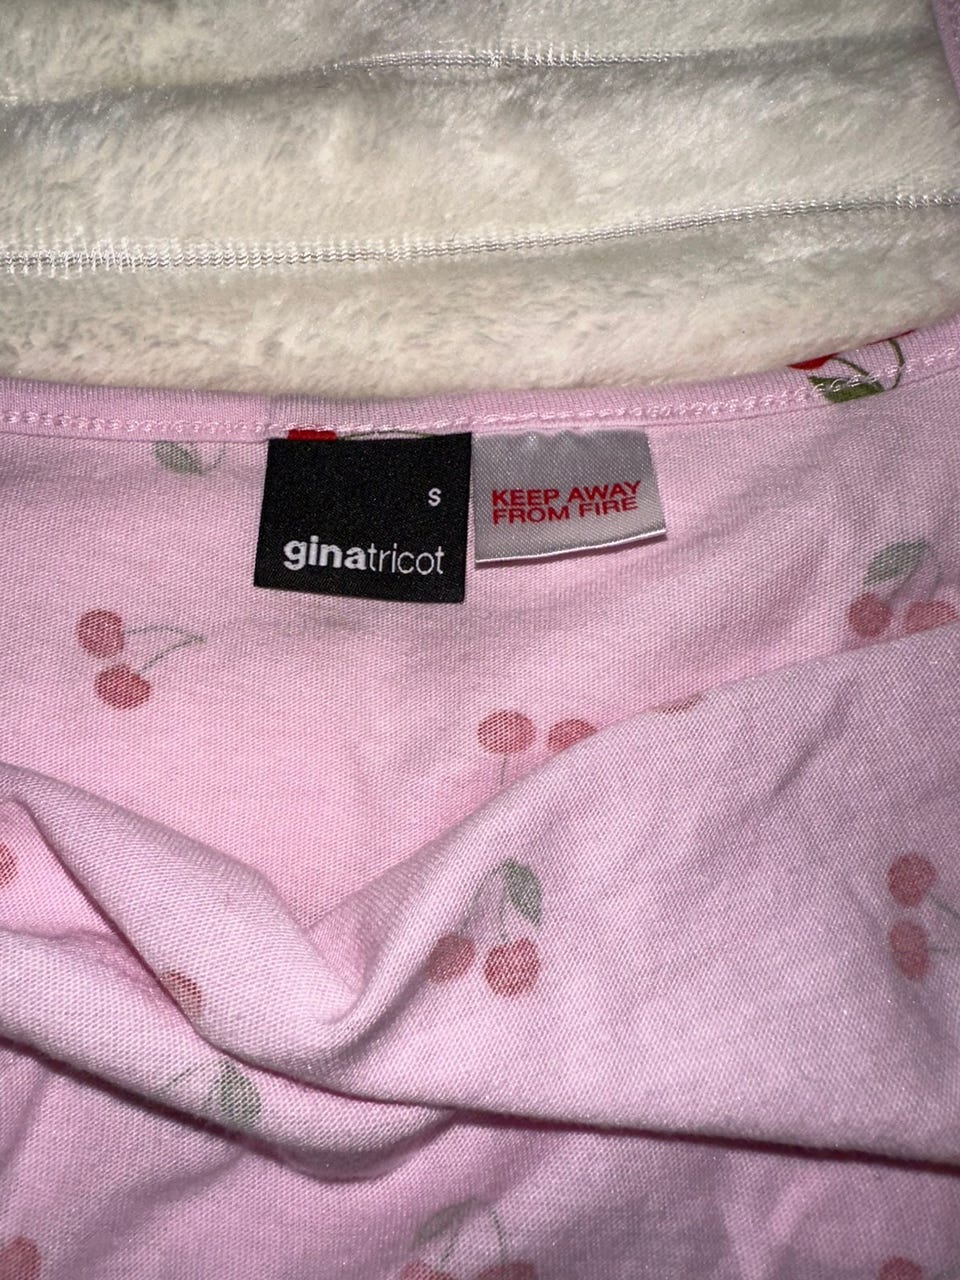 S
ginatricot
KEEP AWAY
FROM FIRE